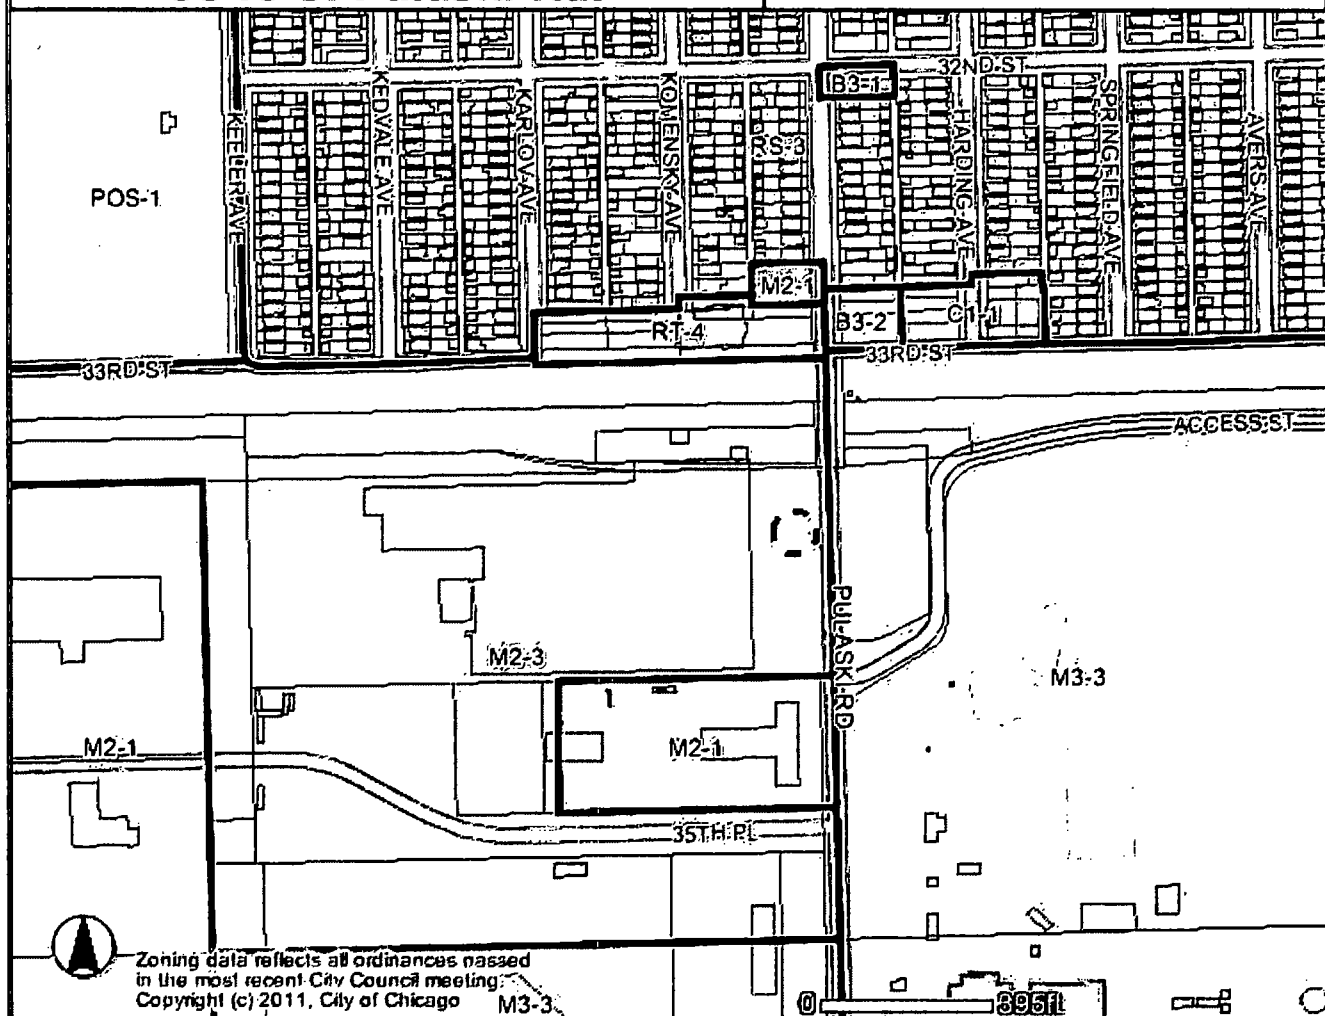 32ND ST
B3-1
KEELER AVE
KEDVALE AVE
KARLOV AVE
KOMENSKY AVE
RS-3
HARDING AVE
SPRINGFIELD AVE
AVERS AVE
POS-1
M2-1
RT-4
B3-2
C1-1
33RD ST
33RD ST
ACCESS ST
PULASKI RD
M2-3
M3-3
1
M2-1
M2-1
35TH PL
Zoning data reflects all ordinances passed
in the most recent City Council meeting.
Copyright (c) 2011, City of Chicago
M3-3
0
395ft